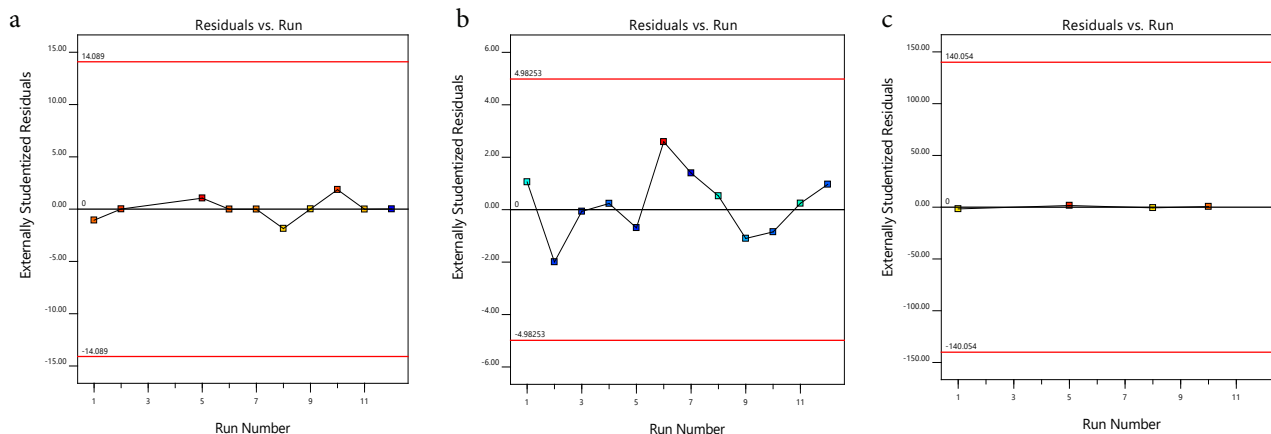 a
Residuals vs. Run
Externally Studentized Residuals
15.00
14.089
10.00
5.00
0.00
0
-5.00
-10.00
-14.089
-15.00
1 3 5 7 9 11
Run Number
b
Residuals vs. Run
Externally Studentized Residuals
6.00
4.98253
4.00
2.00
0.00
0
-2.00
-4.00
-4.98253
-6.00
1 3 5 7 9 11
Run Number
c
Residuals vs. Run
Externally Studentized Residuals
150.00
140.054
100.00
50.00
0.00
0
-50.00
-100.00
-140.054
-150.00
1 3 5 7 9 11
Run Number